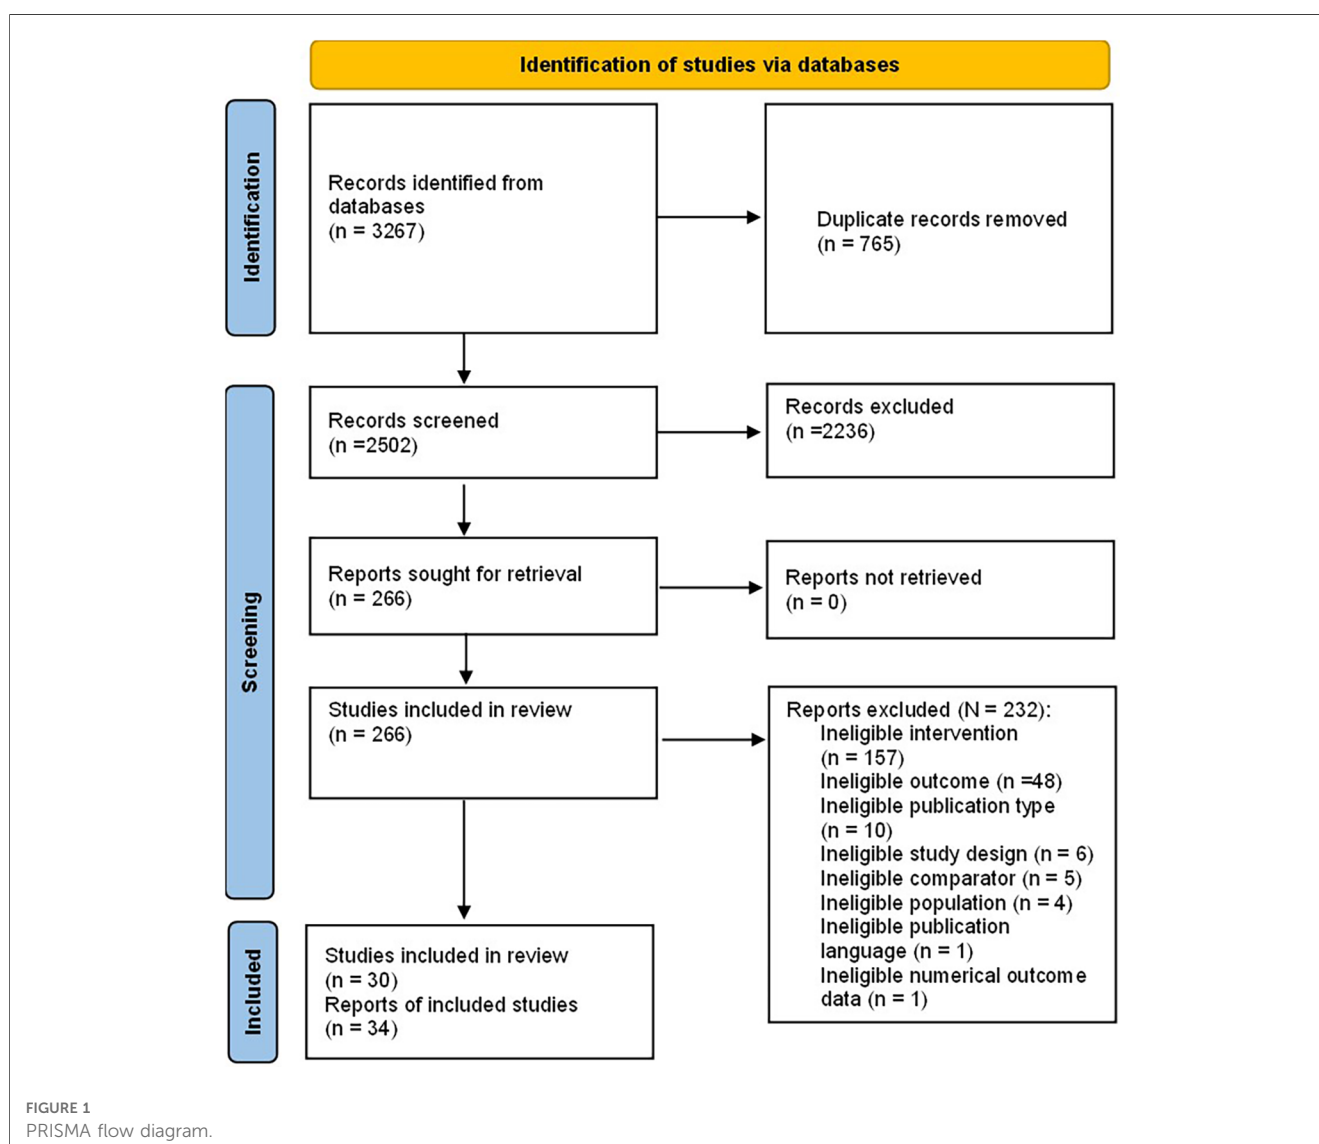 Identification of studies via databases
Identification
Records identified from
databases
(n = 3267)
Duplicate records removed
(n = 765)
Screening
Records screened
(n =2502)
Records excluded
(n =2236)
Reports sought for retrieval
(n = 266)
Reports not retrieved
(n = 0)
Studies included in review
(n = 266)
Reports excluded (N = 232):
Ineligible intervention
(n = 157)
Ineligible outcome (n =48)
Ineligible publication type
(n = 10)
Ineligible study design (n = 6)
Ineligible comparator (n = 5)
Ineligible population (n = 4)
Ineligible publication
language (n = 1)
Ineligible numerical outcome
data (n = 1)
Included
Studies included in review
(n = 30)
Reports of included studies
(n = 34)
FIGURE 1
PRISMA flow diagram.